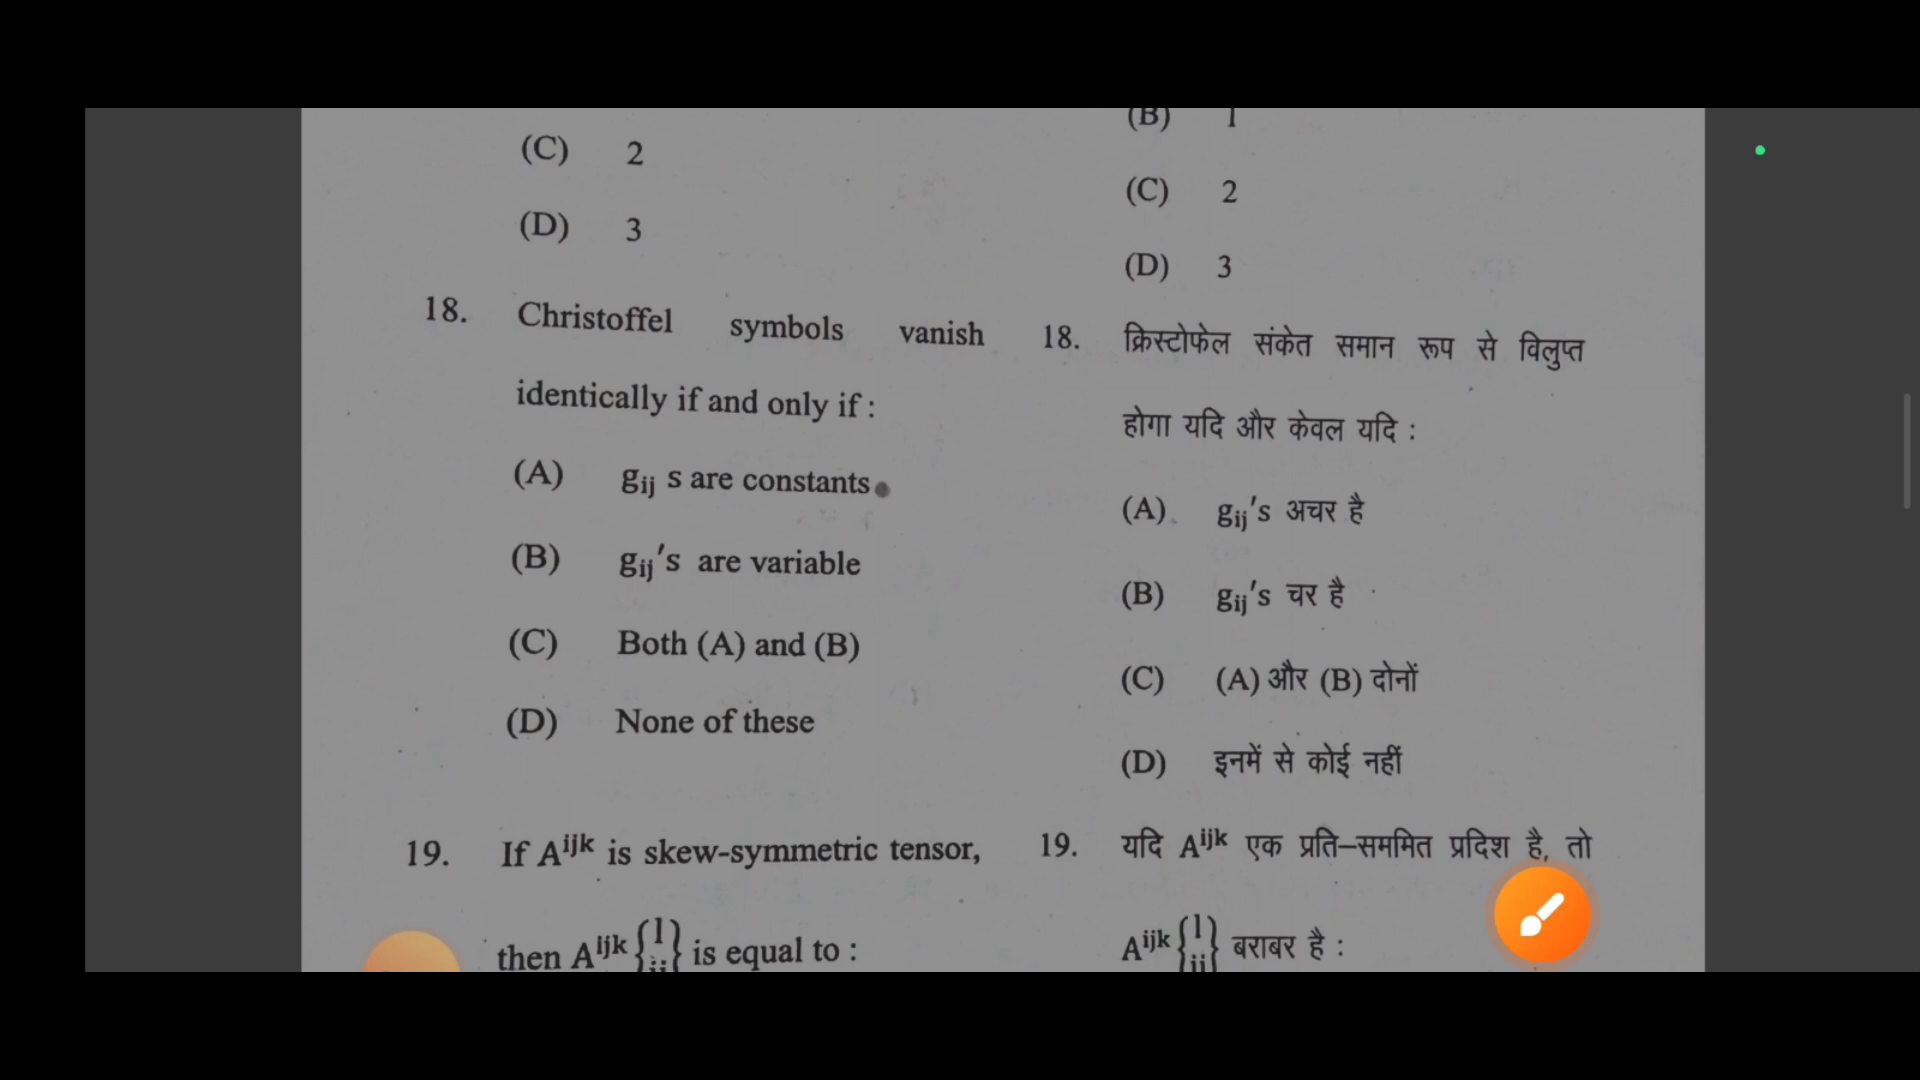 (C) 2
(D) 3
18. Christoffel symbols vanish
identically if and only if :
(A) gij s are constants
(B) gij's are variable
(C) Both (A) and (B)
(D) None of these
19. If Aijk is skew-symmetric tensor,
then Aijk {l ij} is equal to :
(B) 1
(C) 2
(D) 3
18. क्रिस्टोफेल संकेत समान रूप से विलुप्त
होगा यदि और केवल यदि :
(A) gij's अचर है
(B) gij's चर है
(C) (A) और (B) दोनों
(D) इनमें से कोई नहीं
19. यदि Aijk एक प्रति–सममित प्रदिश है, तो
Aijk {l ij} बराबर है :